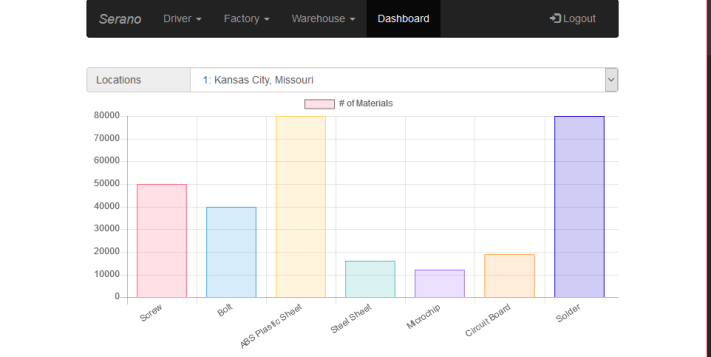 Serano Driver Factory Warehouse Dashboard Logout
Locations 1: Kansas City, Missouri
# of Materials
80000
70000
60000
50000
40000
30000
20000
10000
0
Screw Bolt ABS Plastic Sheet Steel Sheet Microchip Circuit Board Solder